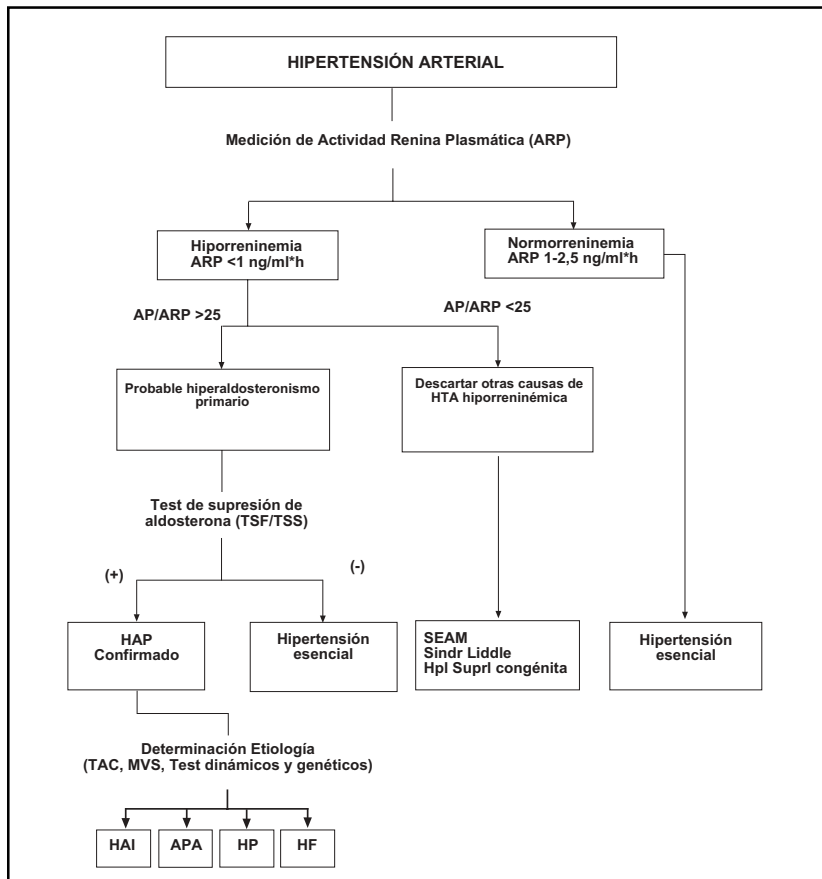 HIPERTENSIÓN ARTERIAL
Medición de Actividad Renina Plasmática (ARP)
Hiporreninemia
ARP <1 ng/ml*h
Normorreninemia
ARP 1-2,5 ng/ml*h
AP/ARP >25
AP/ARP <25
Probable hiperaldosteronismo
primario
Descartar otras causas de
HTA hiporreninémica
Test de supresión de
aldosterona (TSF/TSS)
(+)
(-)
HAP
Confirmado
Hipertensión
esencial
SEAM
Sindr Liddle
Hpl Suprl congénita
Hipertensión
esencial
Determinación Etiología
(TAC, MVS, Test dinámicos y genéticos)
HAI
APA
HP
HF